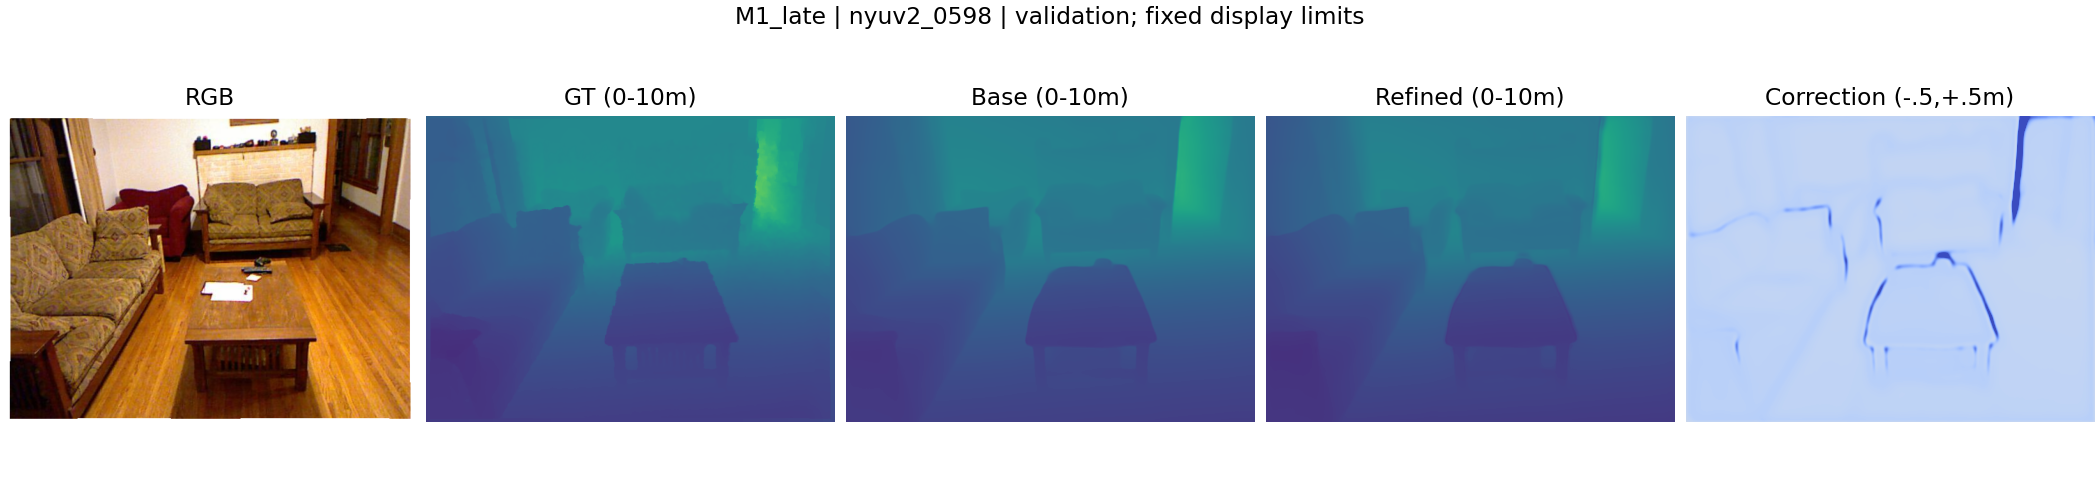 M1_late | nyuv2_0598 | validation; fixed display limits
RGB
GT (0-10m)
Base (0-10m)
Refined (0-10m)
Correction (-.5,+.5m)